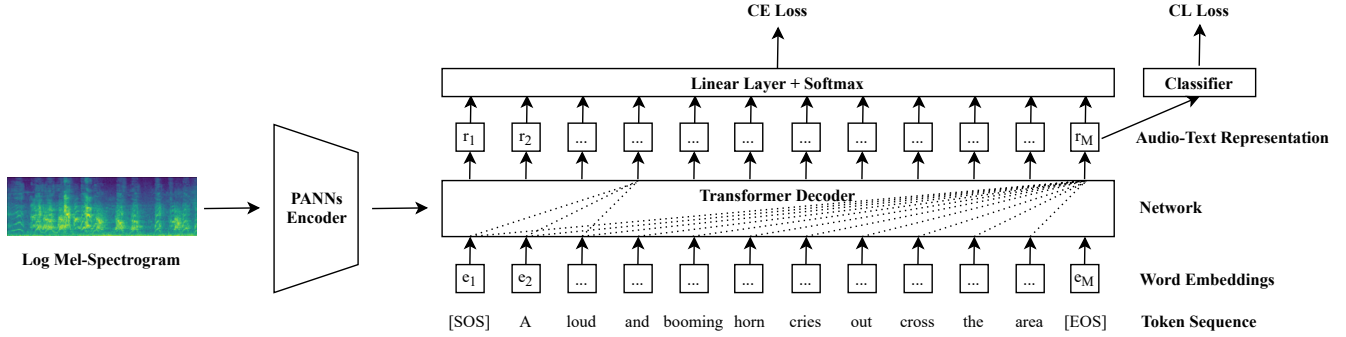 CE Loss
CL Loss
Linear Layer + Softmax
Classifier
r1 r2 ... ... ... ... ... ... ... ... ... rM
Audio-Text Representation
PANNs
Encoder
Transformer Decoder
Network
Log Mel-Spectrogram
e1 e2 ... ... ... ... ... ... ... ... ... eM
Word Embeddings
[SOS] A loud and booming horn cries out cross the area [EOS]
Token Sequence